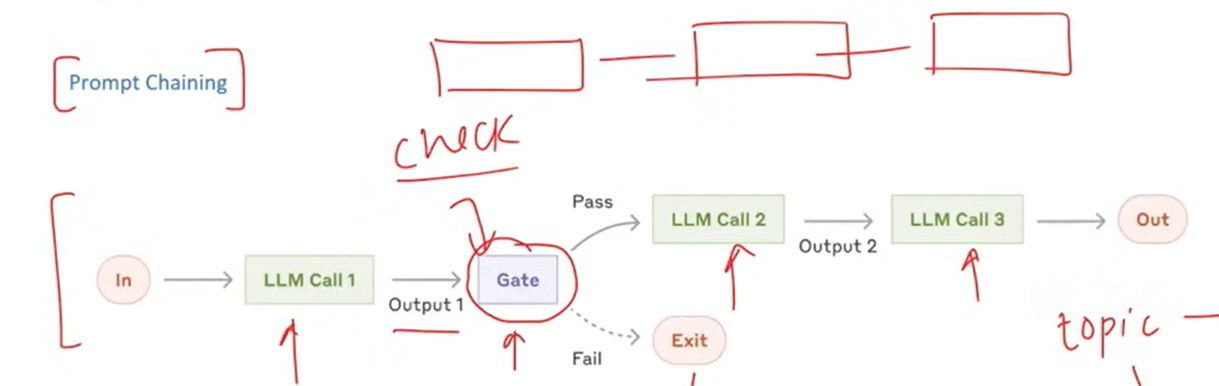 Prompt Chaining
check
Pass
LLM Call 2
LLM Call 3
Out
Output 2
In
LLM Call 1
Gate
Output 1
Exit
Fail
topic